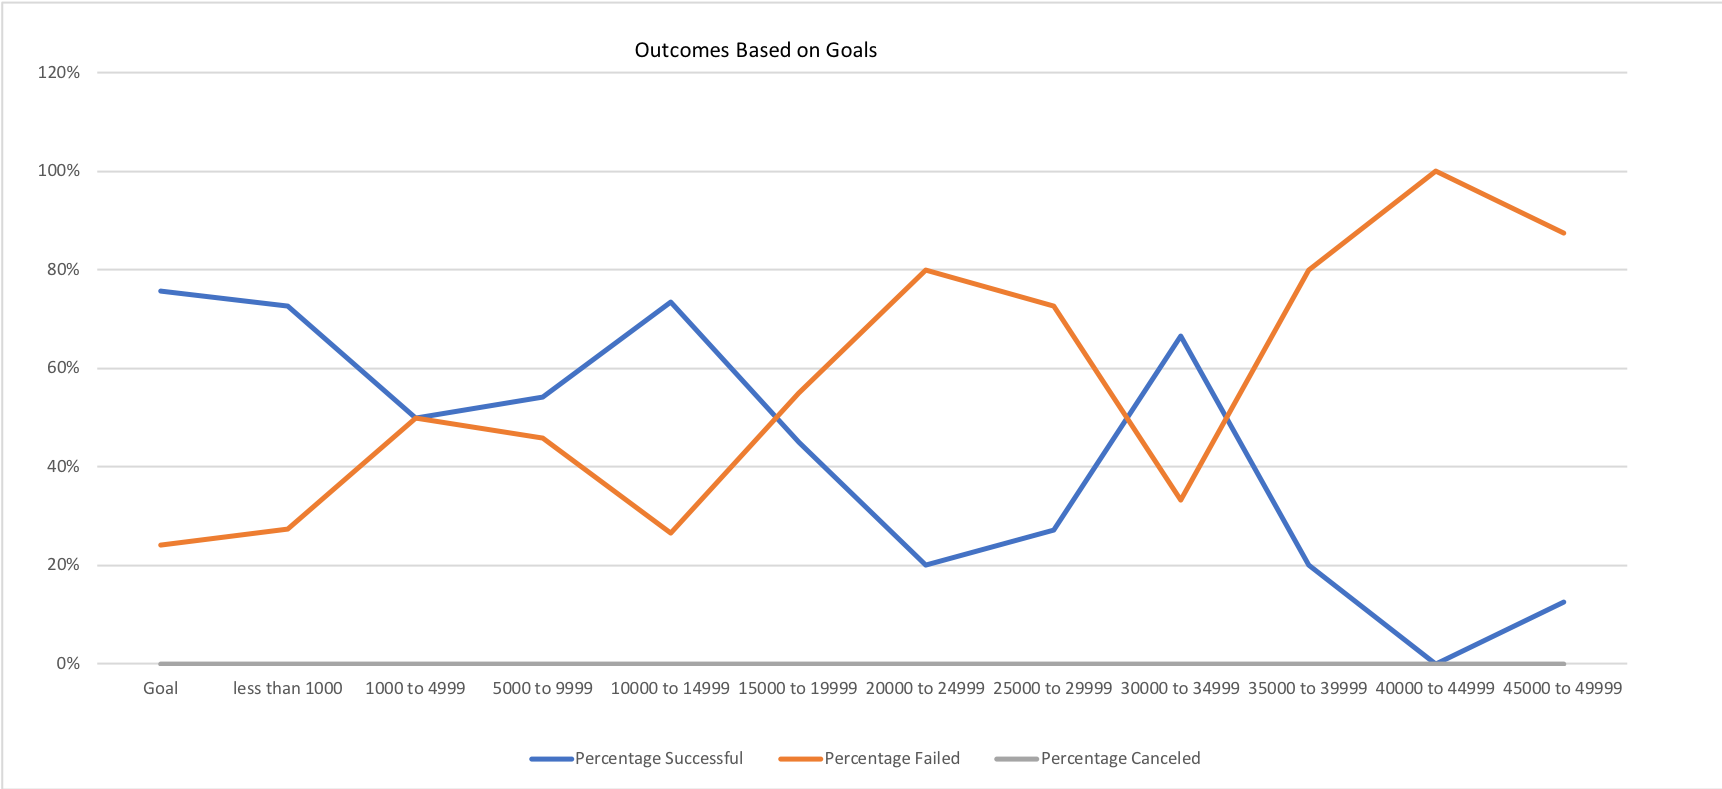 Outcomes Based on Goals
120%
100%
80%
60%
40%
20%
0%
Goal less than 1000 1000 to 4999 5000 to 9999 10000 to 14999 15000 to 19999 20000 to 24999 25000 to 29999 30000 to 34999 35000 to 39999 40000 to 44999 45000 to 49999
Percentage Successful Percentage Failed Percentage Canceled